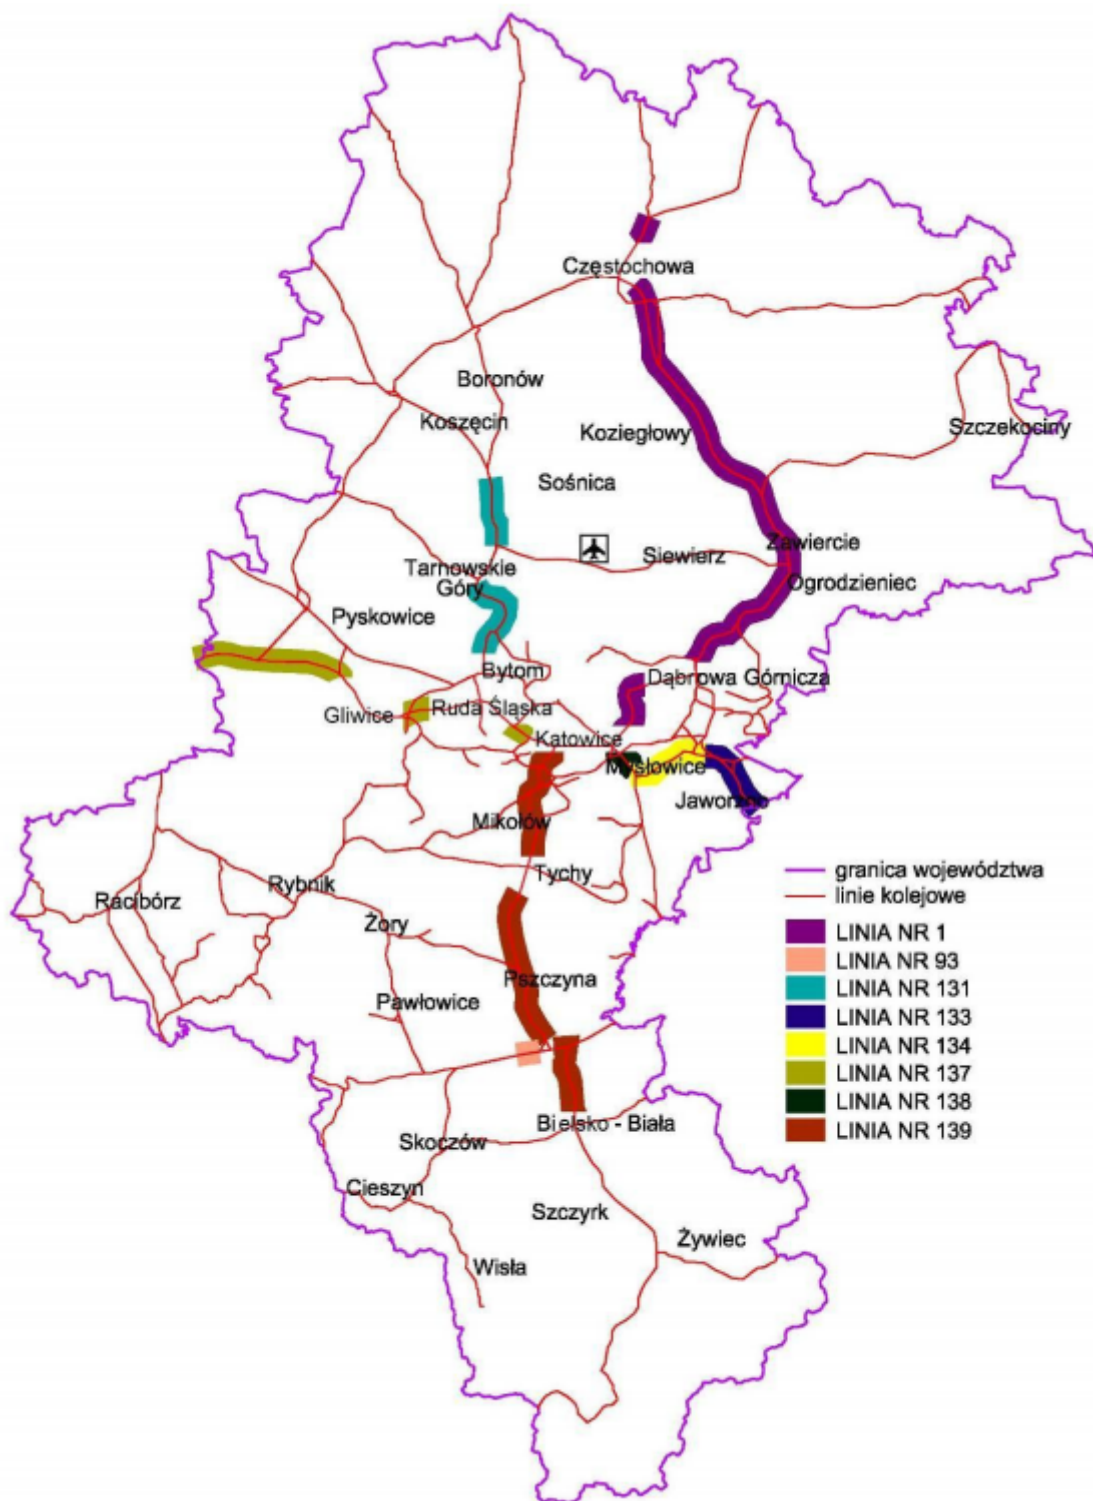 Częstochowa
Boronów
Koszęcin
Koziegłowy
Szczekociny
Sośnica
Zawiercie
Siewierz
Tarnowskie
Góry
Ogrodzieniec
Pyskowice
Bytom
Dąbrowa Górnicza
Gliwice
Ruda Śląska
Katowice
Mysłowice
Jaworzno
Mikołów
Tychy
Rybnik
Racibórz
Żory
Pszczyna
Pawłowice
Bielsko - Biała
Skoczów
Cieszyn
Szczyrk
Żywiec
Wisła
granica województwa
linie kolejowe
LINIA NR 1
LINIA NR 93
LINIA NR 131
LINIA NR 133
LINIA NR 134
LINIA NR 137
LINIA NR 138
LINIA NR 139